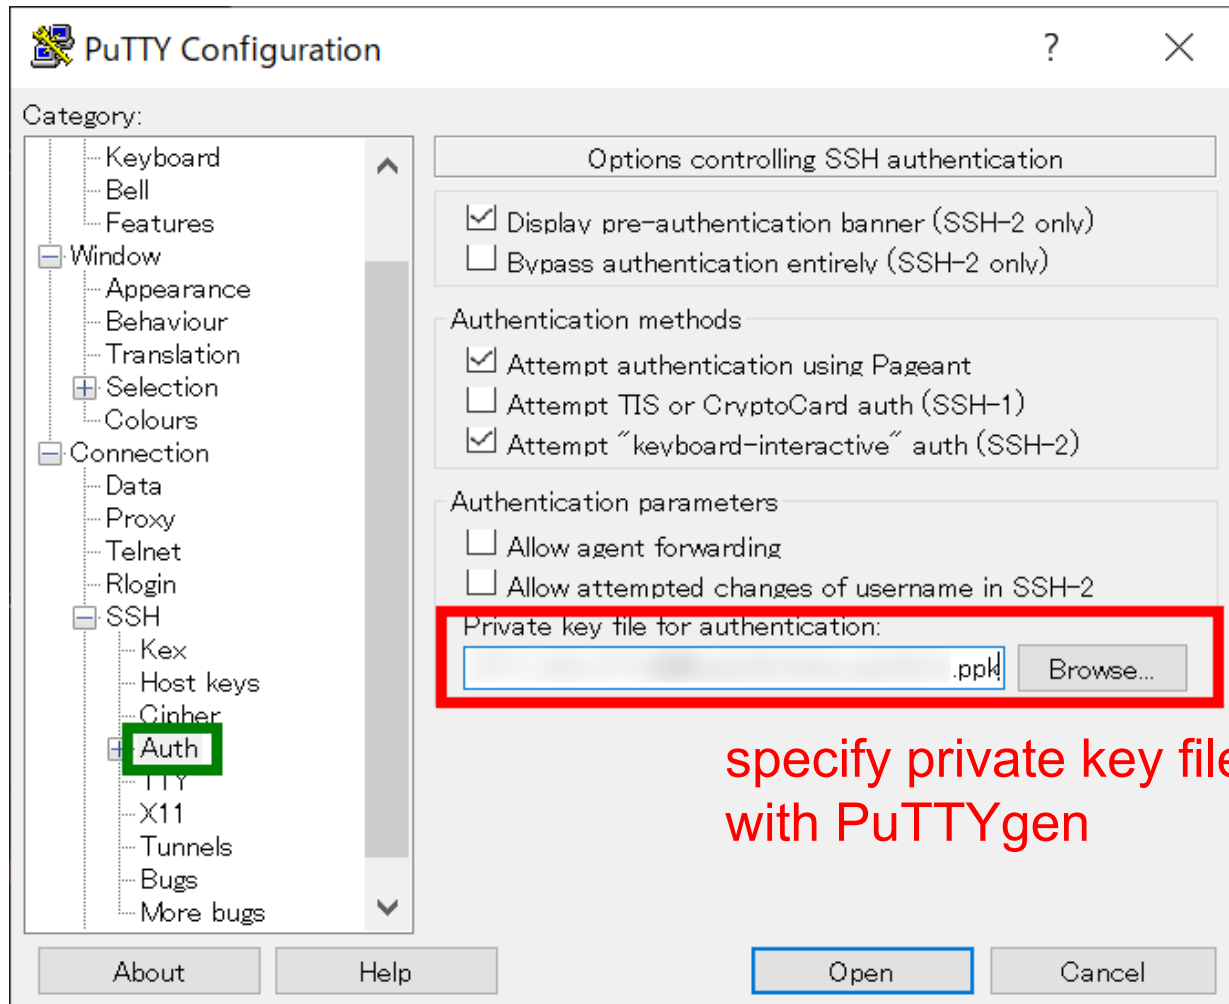 PuTTY Configuration
Category:
Keyboard
Bell
Features
Window
Appearance
Behaviour
Translation
Selection
Colours
Connection
Data
Proxy
Telnet
Rlogin
SSH
Kex
Host keys
Cipher
Auth
TTY
X11
Tunnels
Bugs
More bugs
Options controlling SSH authentication
Display pre-authentication banner (SSH-2 only)
Bypass authentication entirely (SSH-2 only)
Authentication methods
Attempt authentication using Pageant
Attempt TIS or CryptoCard auth (SSH-1)
Attempt "keyboard-interactive" auth (SSH-2)
Authentication parameters
Allow agent forwarding
Allow attempted changes of username in SSH-2
Private key file for authentication:
.ppk
Browse...
specify private key file
with PuTTYgen
About
Help
Open
Cancel